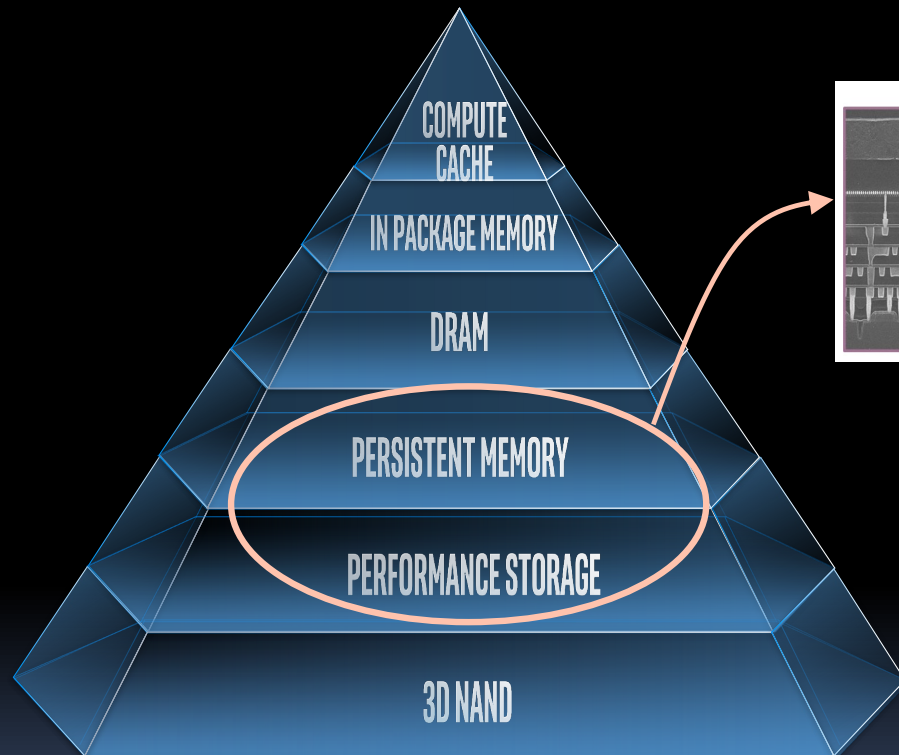 COMPUTE
CACHE
IN PACKAGE MEMORY
DRAM
PERSISTENT MEMORY
PERFORMANCE STORAGE
3D NAND